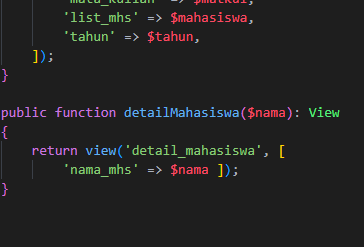 'mata_kuliah' => $matkul,
'list_mhs' => $mahasiswa,
'tahun' => $tahun,
]);
}
public function detailMahasiswa($nama): View
{
return view('detail_mahasiswa', [
'nama_mhs' => $nama ]);
}